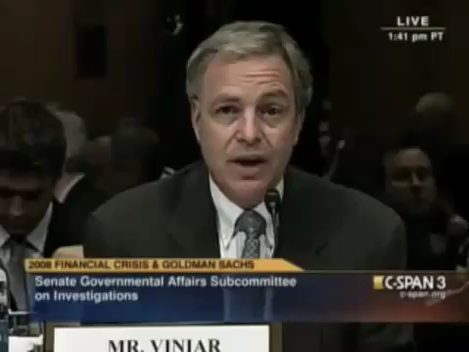 LIVE
1:41 pm PT
2008 FINANCIAL CRISIS & GOLDMAN SACHS
Senate Governmental Affairs Subcommittee
on Investigations
C-SPAN 3
c-span.org
MR. VINIAR